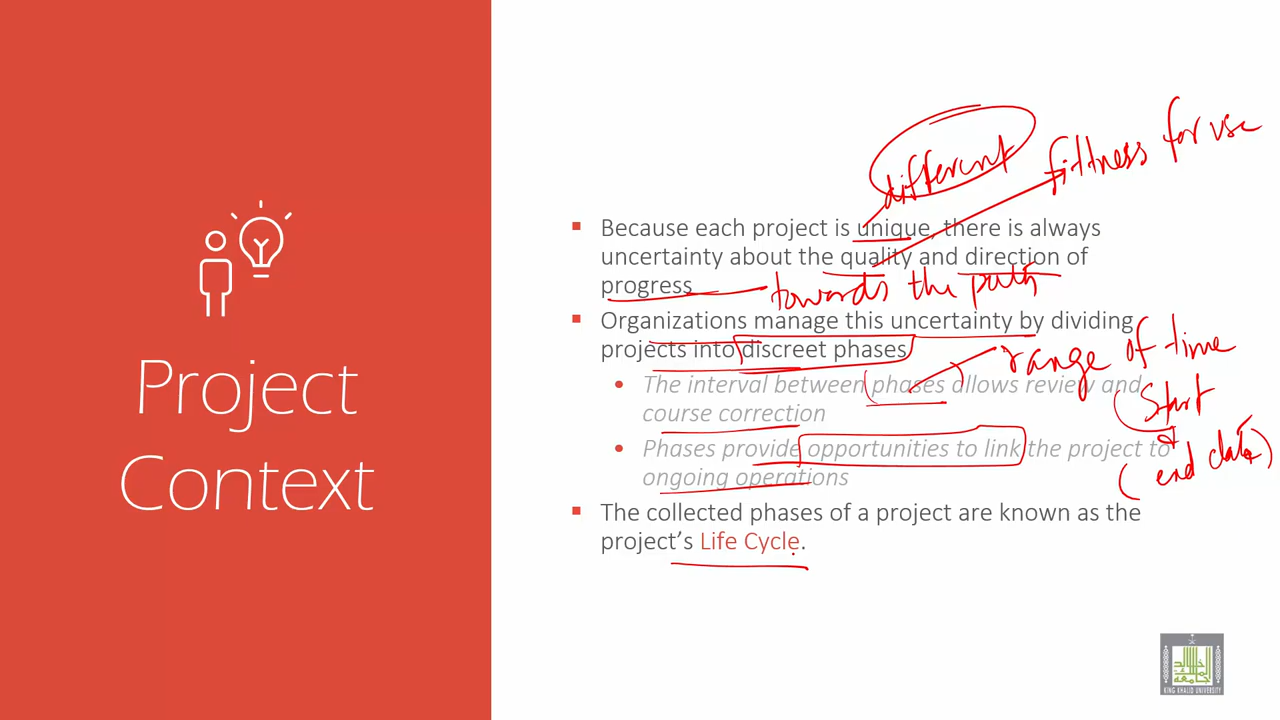 Project
Context
different
fittness for use
Because each project is unique, there is always
uncertainty about the quality and direction of
progress
towards the path
Organizations manage this uncertainty by dividing
projects into discreet phases
range of time
The interval between phases allows review and
course correction
Start
Phases provide opportunities to link the project to
ongoing operations
end date
The collected phases of a project are known as the
project's Life Cycle.
KING KHALID UNIVERSITY